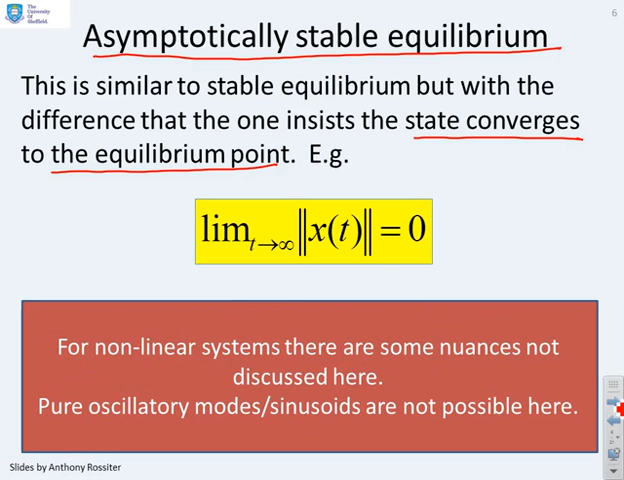 The
University
Of
Sheffield.
6
Asymptotically stable equilibrium
This is similar to stable equilibrium but with the
difference that the one insists the state converges
to the equilibrium point. E.g.
lim t→∞ ‖x(t)‖ = 0
For non-linear systems there are some nuances not
discussed here.
Pure oscillatory modes/sinusoids are not possible here.
Slides by Anthony Rossiter